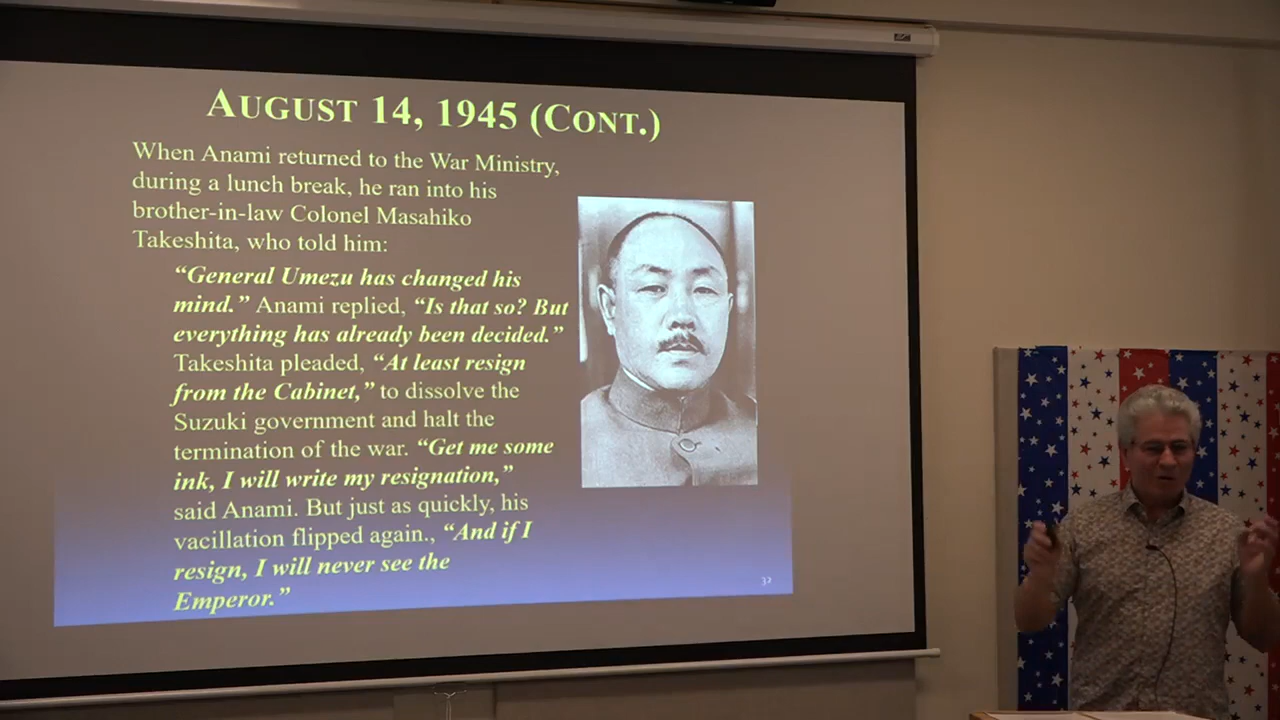 AUGUST 14, 1945 (CONT.)
When Anami returned to the War Ministry,
during a lunch break, he ran into his
brother-in-law Colonel Masahiko
Takeshita, who told him:
“General Umezu has changed his
mind.” Anami replied, “Is that so? But
everything has already been decided.”
Takeshita pleaded, “At least resign
from the Cabinet,” to dissolve the
Suzuki government and halt the
termination of the war. “Get me some
ink, I will write my resignation,”
said Anami. But just as quickly, his
vacillation flipped again., “And if I
resign, I will never see the
Emperor.”
32